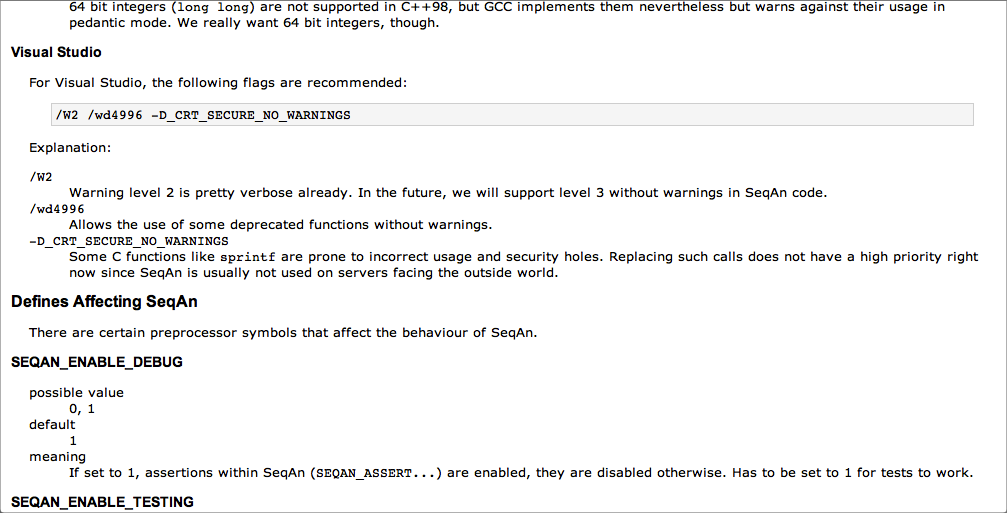 64 bit integers (long long) are not supported in C++98, but GCC implements them nevertheless but warns against their usage in
pedantic mode. We really want 64 bit integers, though.
Visual Studio
For Visual Studio, the following flags are recommended:
/W2 /wd4996 -D_CRT_SECURE_NO_WARNINGS
Explanation:
/W2
Warning level 2 is pretty verbose already. In the future, we will support level 3 without warnings in SeqAn code.
/wd4996
Allows the use of some deprecated functions without warnings.
-D_CRT_SECURE_NO_WARNINGS
Some C functions like sprintf are prone to incorrect usage and security holes. Replacing such calls does not have a high priority right
now since SeqAn is usually not used on servers facing the outside world.
Defines Affecting SeqAn
There are certain preprocessor symbols that affect the behaviour of SeqAn.
SEQAN_ENABLE_DEBUG
possible value
0, 1
default
1
meaning
If set to 1, assertions within SeqAn (SEQAN_ASSERT...) are enabled, they are disabled otherwise. Has to be set to 1 for tests to work.
SEQAN_ENABLE_TESTING